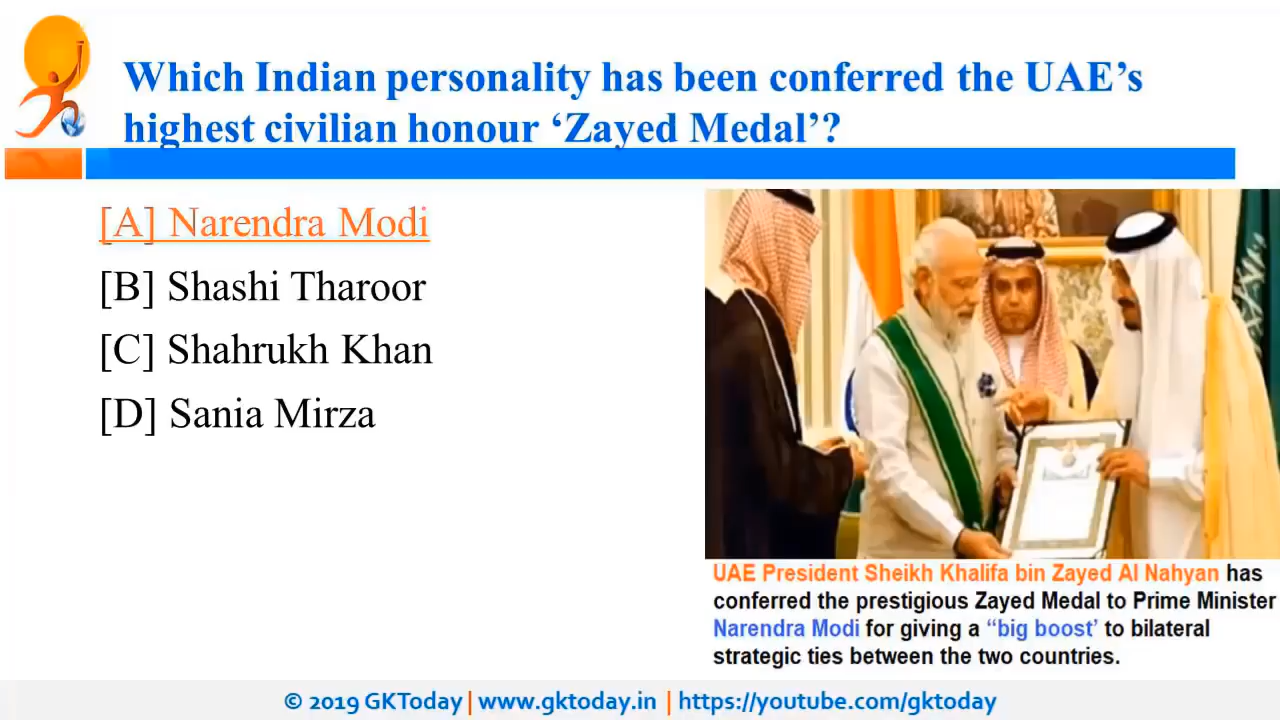 Which Indian personality has been conferred the UAE’s
highest civilian honour ‘Zayed Medal’?
[A] Narendra Modi
[B] Shashi Tharoor
[C] Shahrukh Khan
[D] Sania Mirza
UAE President Sheikh Khalifa bin Zayed Al Nahyan has
conferred the prestigious Zayed Medal to Prime Minister
Narendra Modi for giving a “big boost’ to bilateral
strategic ties between the two countries.
© 2019 GKToday | www.gktoday.in | https://youtube.com/gktoday